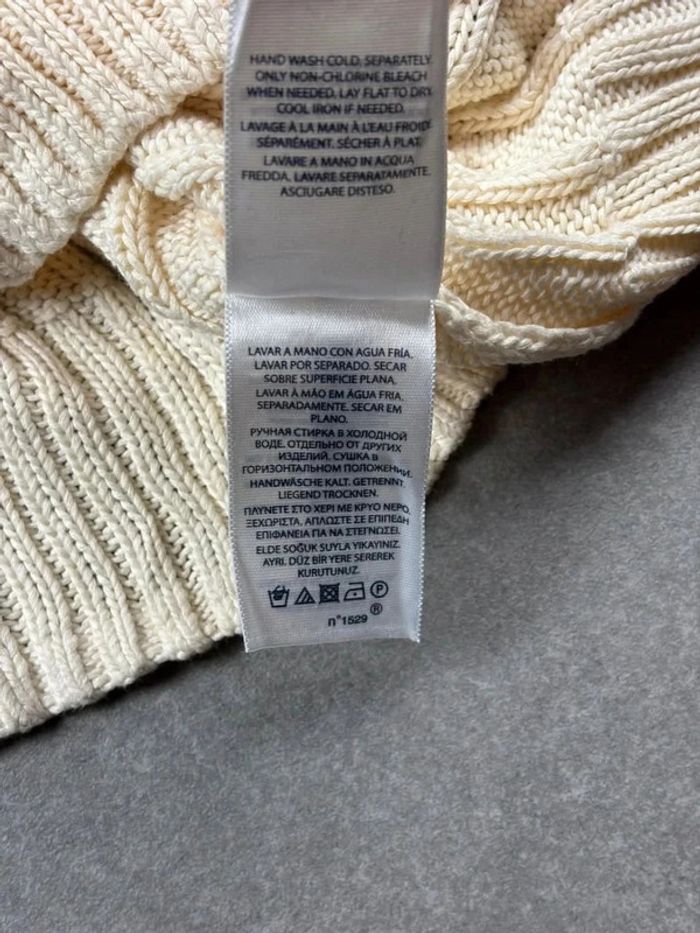 HAND WASH COLD, SEPARATELY
ONLY NON-CHLORINE BLEACH
WHEN NEEDED. LAY FLAT TO DRY
COOL IRON IF NEEDED.
LAVAGE À LA MAIN À L'EAU FROIDE
SÉPARÉMENT. SÉCHER À PLAT.
LAVARE A MANO IN ACQUA
FREDDA. LAVARE SEPARATAMENTE.
ASCIUGARE DISTESO.
LAVAR A MANO CON AGUA FRÍA.
LAVAR POR SEPARADO. SECAR
SOBRE SUPERFICIE PLANA.
LAVAR À MÃO EM ÁGUA FRIA.
SEPARADAMENTE. SECAR EM
PLANO.
РУЧНАЯ СТИРКА В ХОЛОДНОЙ
ВОДЕ. ОТДЕЛЬНО ОТ ДРУГИХ
ИЗДЕЛИЙ. СУШКА В
ГОРИЗОНТАЛЬНОМ ПОЛОЖЕНИИ.
HANDWÄSCHE KALT. GETRENNT.
LIEGEND TROCKNEN.
ΠΛΥΝΕΤΕ ΣΤΟ ΧΕΡΙ ΜΕ ΚΡΥΟ ΝΕΡΟ.
ΞΕΧΩΡΙΣΤΑ. ΑΠΛΩΣΤΕ ΣΕ ΕΠΙΠΕΔΗ
ΕΠΙΦΑΝΕΙΑ ΓΙΑ ΝΑ ΣΤΕΓΝΩΣΕΙ.
ELDE SOĞUK SUYLA YIKAYINIZ.
AYRI. DÜZ BİR YERE SEREREK
KURUTUNUZ.
P
n°1529 ®